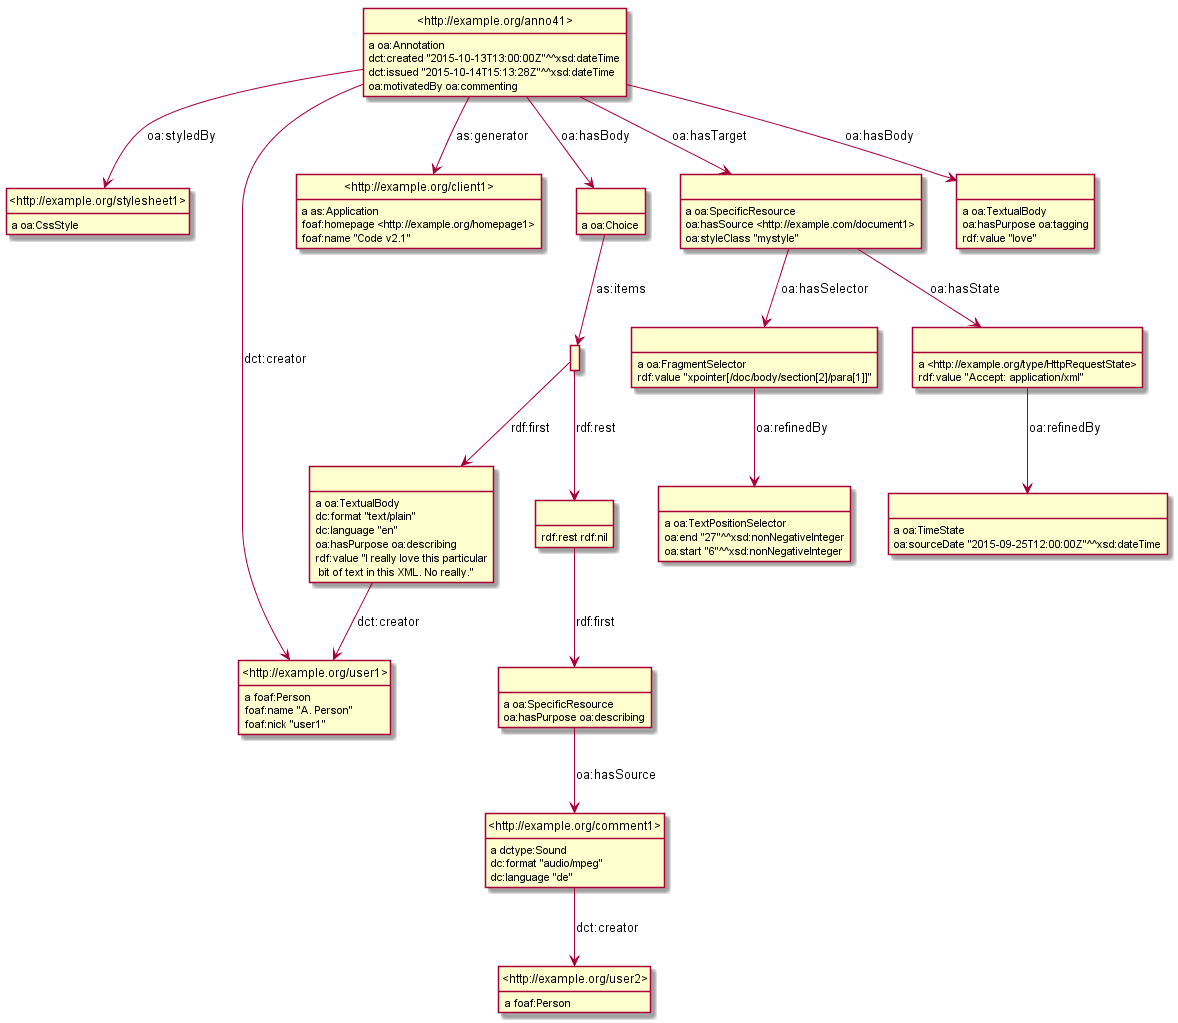 <http://example.org/anno41>
a oa:Annotation
dct:created "2015-10-13T13:00:00Z"^^xsd:dateTime
dct:issued "2015-10-14T15:13:28Z"^^xsd:dateTime
oa:motivatedBy oa:commenting
oa:styledBy
as:generator
oa:hasBody
oa:hasTarget
oa:hasBody
<http://example.org/stylesheet1>
a oa:CssStyle
<http://example.org/client1>
a as:Application
foaf:homepage <http://example.org/homepage1>
foaf:name "Code v2.1"
a oa:Choice
a oa:SpecificResource
oa:hasSource <http://example.com/document1>
oa:styleClass "mystyle"
a oa:TextualBody
oa:hasPurpose oa:tagging
rdf:value "love"
as:items
oa:hasSelector
oa:hasState
dct:creator
a oa:FragmentSelector
rdf:value "xpointer[/doc/body/section[2]/para[1]]"
a <http://example.org/type/HttpRequestState>
rdf:value "Accept: application/xml"
rdf:first
rdf:rest
oa:refinedBy
oa:refinedBy
a oa:TextualBody
dc:format "text/plain"
dc:language "en"
oa:hasPurpose oa:describing
rdf:value "I really love this particular
bit of text in this XML. No really."
rdf:rest rdf:nil
a oa:TextPositionSelector
oa:end "27"^^xsd:nonNegativeInteger
oa:start "6"^^xsd:nonNegativeInteger
a oa:TimeState
oa:sourceDate "2015-09-25T12:00:00Z"^^xsd:dateTime
dct:creator
rdf:first
<http://example.org/user1>
a foaf:Person
foaf:name "A. Person"
foaf:nick "user1"
a oa:SpecificResource
oa:hasPurpose oa:describing
oa:hasSource
<http://example.org/comment1>
a dctype:Sound
dc:format "audio/mpeg"
dc:language "de"
dct:creator
<http://example.org/user2>
a foaf:Person